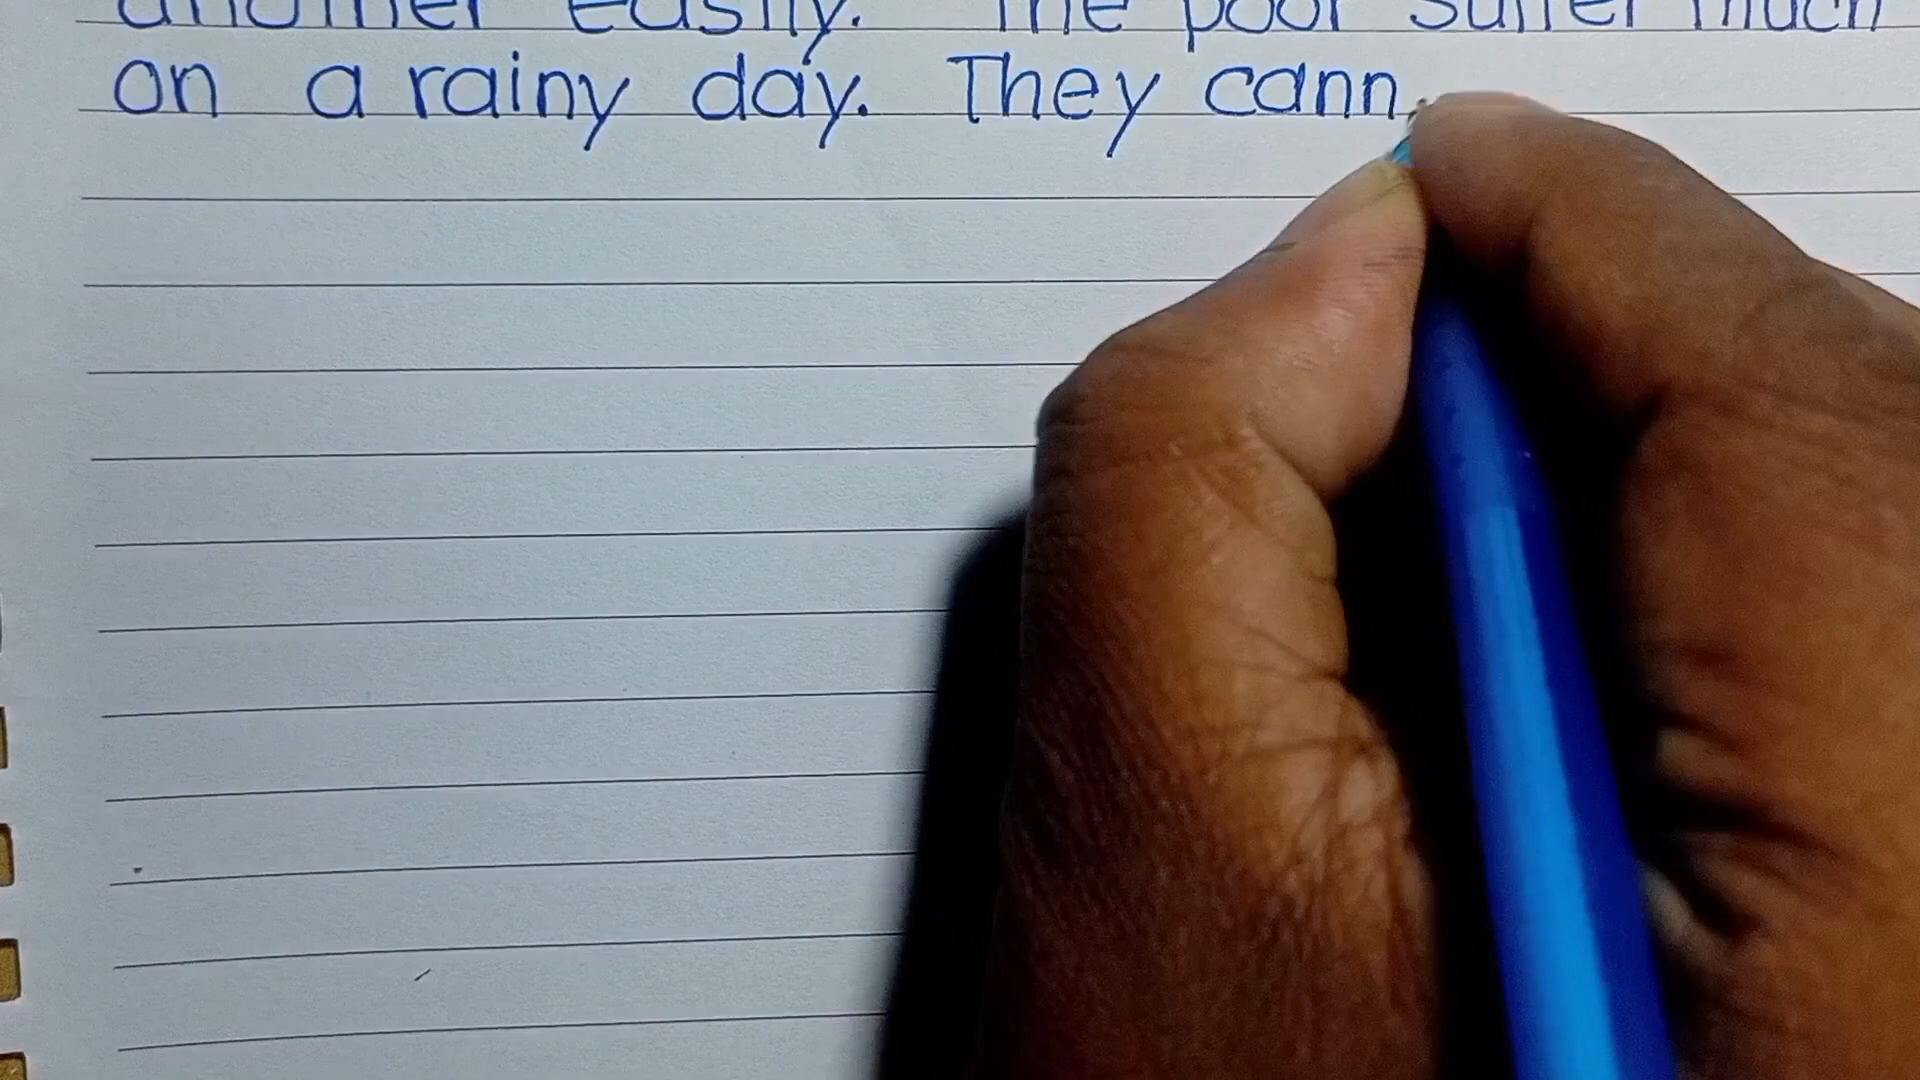 another easily. The poor suffer much
on a rainy day. They cann